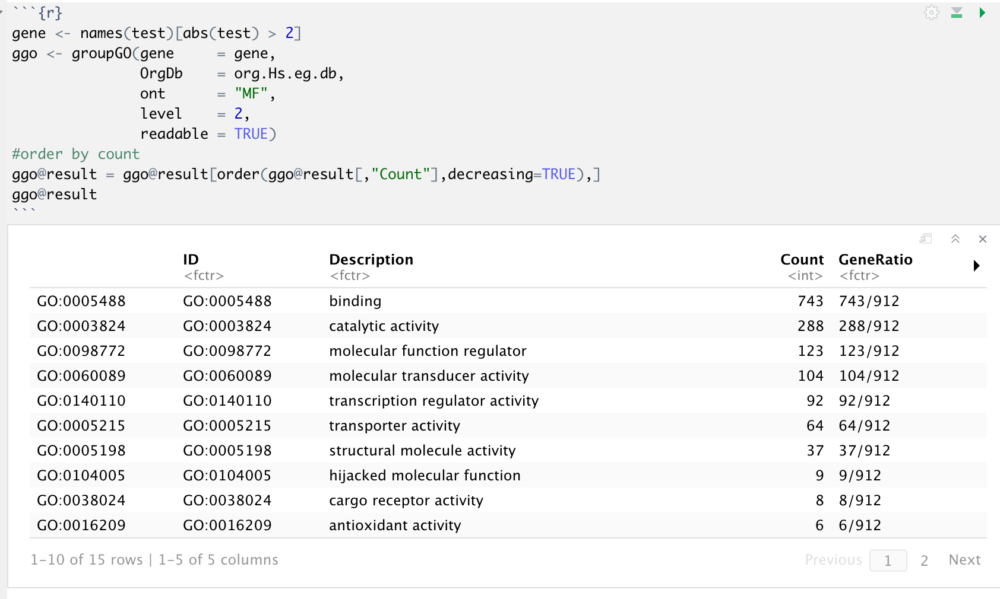 ```{r}
gene <- names(test)[abs(test) > 2]
ggo <- groupGO(gene     = gene,
               OrgDb    = org.Hs.eg.db,
               ont      = "MF",
               level    = 2,
               readable = TRUE)
#order by count
ggo@result = ggo@result[order(ggo@result[,"Count"],decreasing=TRUE),]
ggo@result
```
ID Description Count GeneRatio
<fctr> <fctr> <int> <fctr>
GO:0005488 GO:0005488 binding 743 743/912
GO:0003824 GO:0003824 catalytic activity 288 288/912
GO:0098772 GO:0098772 molecular function regulator 123 123/912
GO:0060089 GO:0060089 molecular transducer activity 104 104/912
GO:0140110 GO:0140110 transcription regulator activity 92 92/912
GO:0005215 GO:0005215 transporter activity 64 64/912
GO:0005198 GO:0005198 structural molecule activity 37 37/912
GO:0104005 GO:0104005 hijacked molecular function 9 9/912
GO:0038024 GO:0038024 cargo receptor activity 8 8/912
GO:0016209 GO:0016209 antioxidant activity 6 6/912
1-10 of 15 rows | 1-5 of 5 columns Previous 1 2 Next